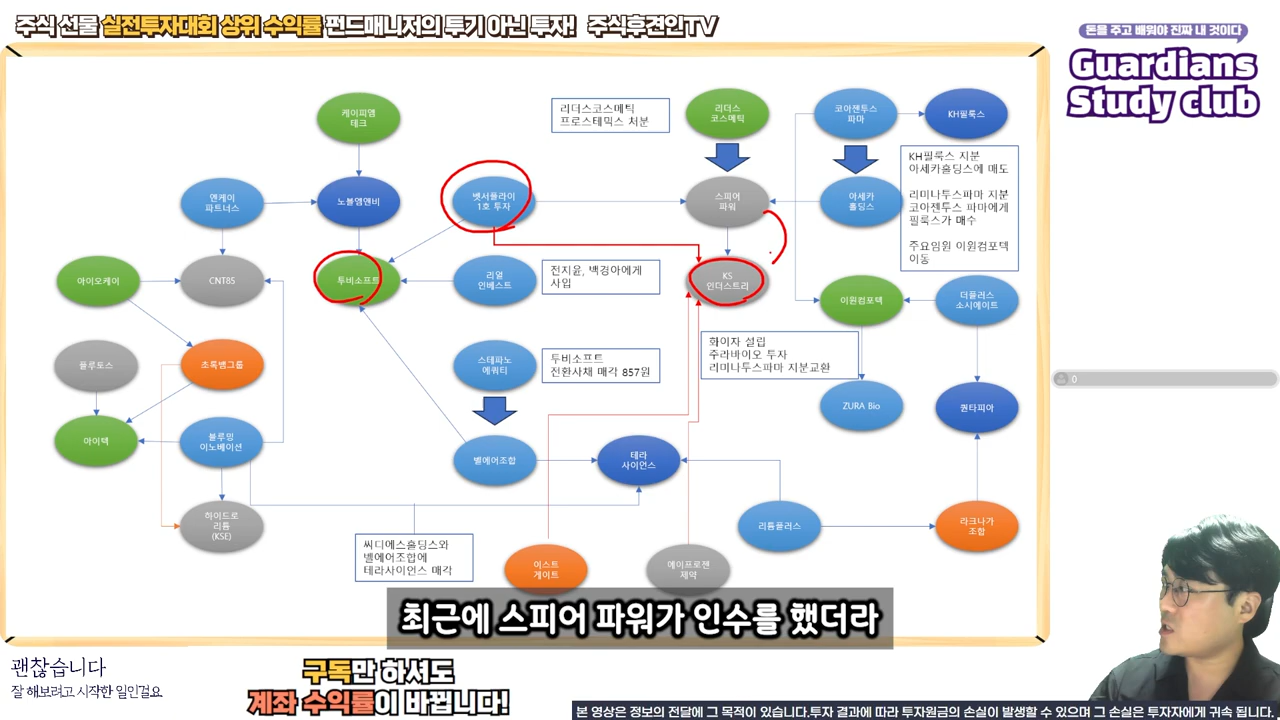 주식 선물 실전투자대회 상위 수익률 펀드매니저의 투기 아닌 투자! 주식후견인TV
돈을 주고 배워야 진짜 내 것이다
Guardians
Study club
케이피엠
테크
리더스코스메틱
프로스테믹스 처분
리더스
코스메틱
코아젠투스
파마
KH필룩스
KH필룩스 지분
아세카홀딩스에 매도
리미나투스파마 지분
코아젠투스 파마에게
필룩스가 매수
주요임원 이원컴포텍
이동
엔케이
파트너스
노블엠앤비
벳서플라이
1호 투자
스피어
파워
아세카
홀딩스
아이오케이
CNT85
투비소프트
리얼
인베스트
전지윤, 백경아에게
사입
KS
인더스트리
이원컴포텍
더플러스
소시에이트
플루토스
초록뱀그룹
스테파노
에쿼티
투비소프트
전환사채 매각 857원
화이자 설립
주라바이오 투자
리미나투스파마 지분교환
ZURA Bio
퀀타피아
아이텍
블루밍
이노베이션
벨에어조합
테라
사이언스
하이드로
리튬
(KSE)
씨디에스홀딩스와
벨에어조합에
테라사이언스 매각
이스트
게이트
에이프로젠
제약
리튬플러스
라크나가
조합
0
최근에 스피어 파워가 인수를 했더라
괜찮습니다
잘 해보려고 시작한 일인걸요
구독만 하셔도
계좌 수익률이 바뀝니다!
본 영상은 정보의 전달에 그 목적이 있습니다.투자 결과에 따라 투자원금의 손실이 발생할 수 있으며 그 손실은 투자자에게 귀속 됩니다.